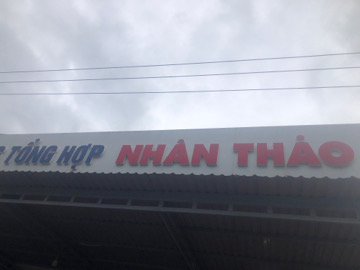 TỔNG HỢP NHÂN THẢO